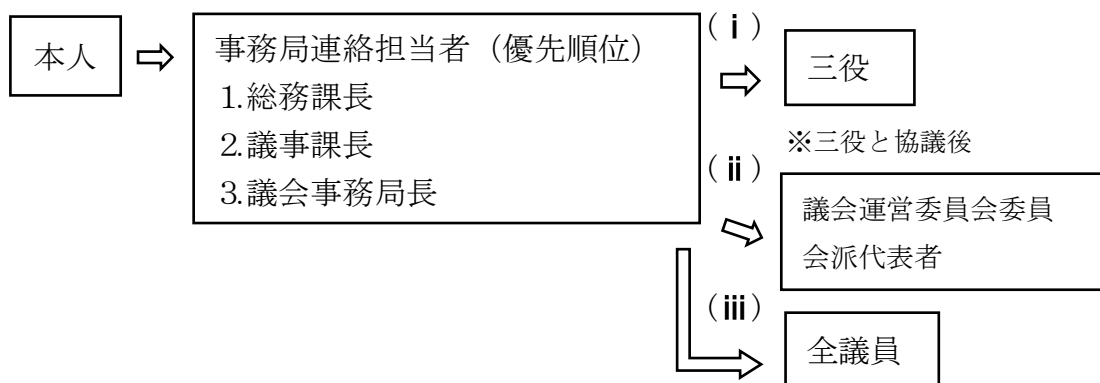 本人
事務局連絡担当者（優先順位）
1.総務課長
2.議事課長
3.議会事務局長
(ⅰ)
三役
※三役と協議後
(ⅱ)
議会運営委員会委員
会派代表者
(ⅲ)
全議員